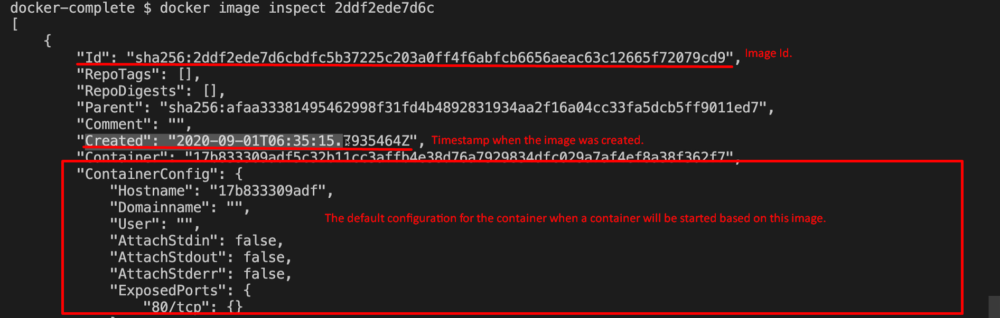 docker-complete $ docker image inspect 2ddf2ede7d6c
[
{
"Id": "sha256:2ddf2ede7d6cbdfc5b37225c203a0ff4f6abfcb6656aeac63c12665f72079cd9", Image Id.
"RepoTags": [],
"RepoDigests": [],
"Parent": "sha256:afaa33381495462998f31fd4b4892831934aa2f16a04cc33fa5dcb5ff9011ed7",
"Comment": "",
"Created": "2020-09-01T06:35:15.7935464Z", Timestamp when the image was created.
"Container": "17b833309adf5c32b11cc3affb4e38d76a7929834dfc029a7af4ef8a38f362f7",
"ContainerConfig": {
"Hostname": "17b833309adf",
"Domainname": "",
The default configuration for the container when a container will be started based on this image.
"User": "",
"AttachStdin": false,
"AttachStdout": false,
"AttachStderr": false,
"ExposedPorts": {
"80/tcp": {}